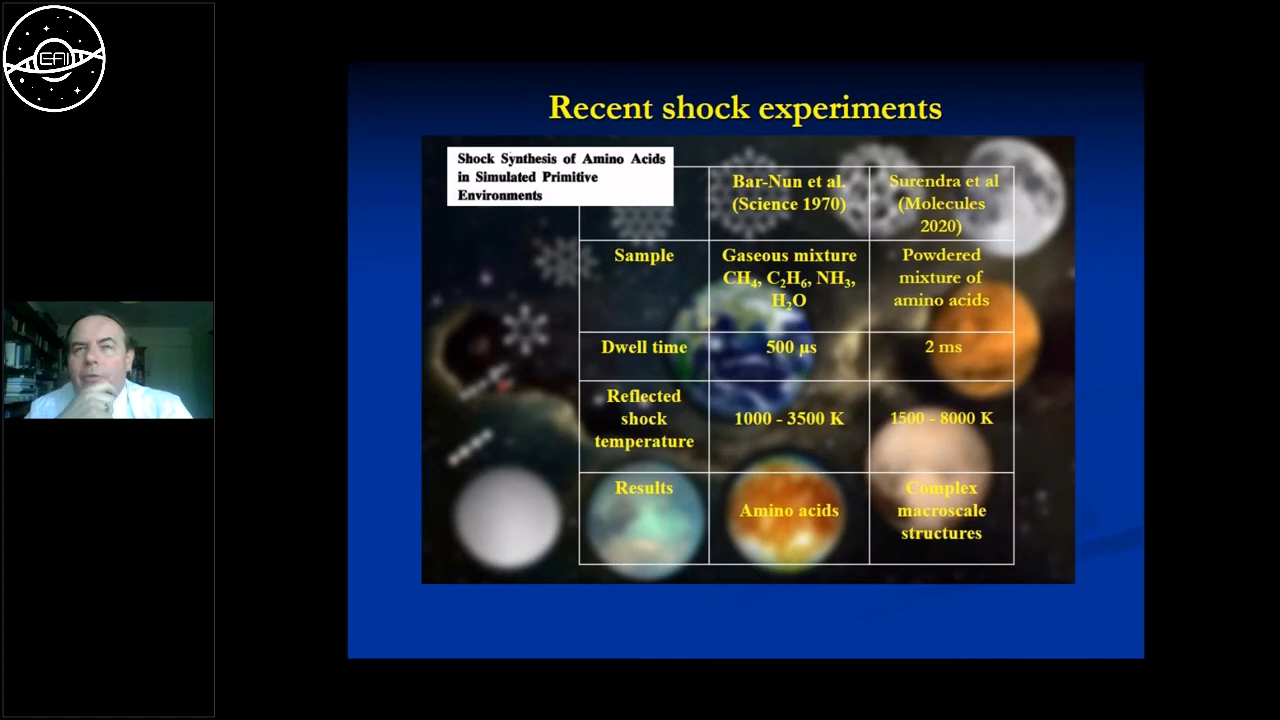 EAI
Recent shock experiments
Shock Synthesis of Amino Acids
in Simulated Primitive
Environments
Bar-Nun et al.
(Science 1970)
Surendra et al
(Molecules
2020)
Sample
Gaseous mixture
CH₄, C₂H₆, NH₃,
H₂O
Powdered
mixture of
amino acids
Dwell time
500 µs
2 ms
Reflected
shock
temperature
1000 - 3500 K
1500 - 8000 K
Results
Amino acids
Complex
macroscale
structures